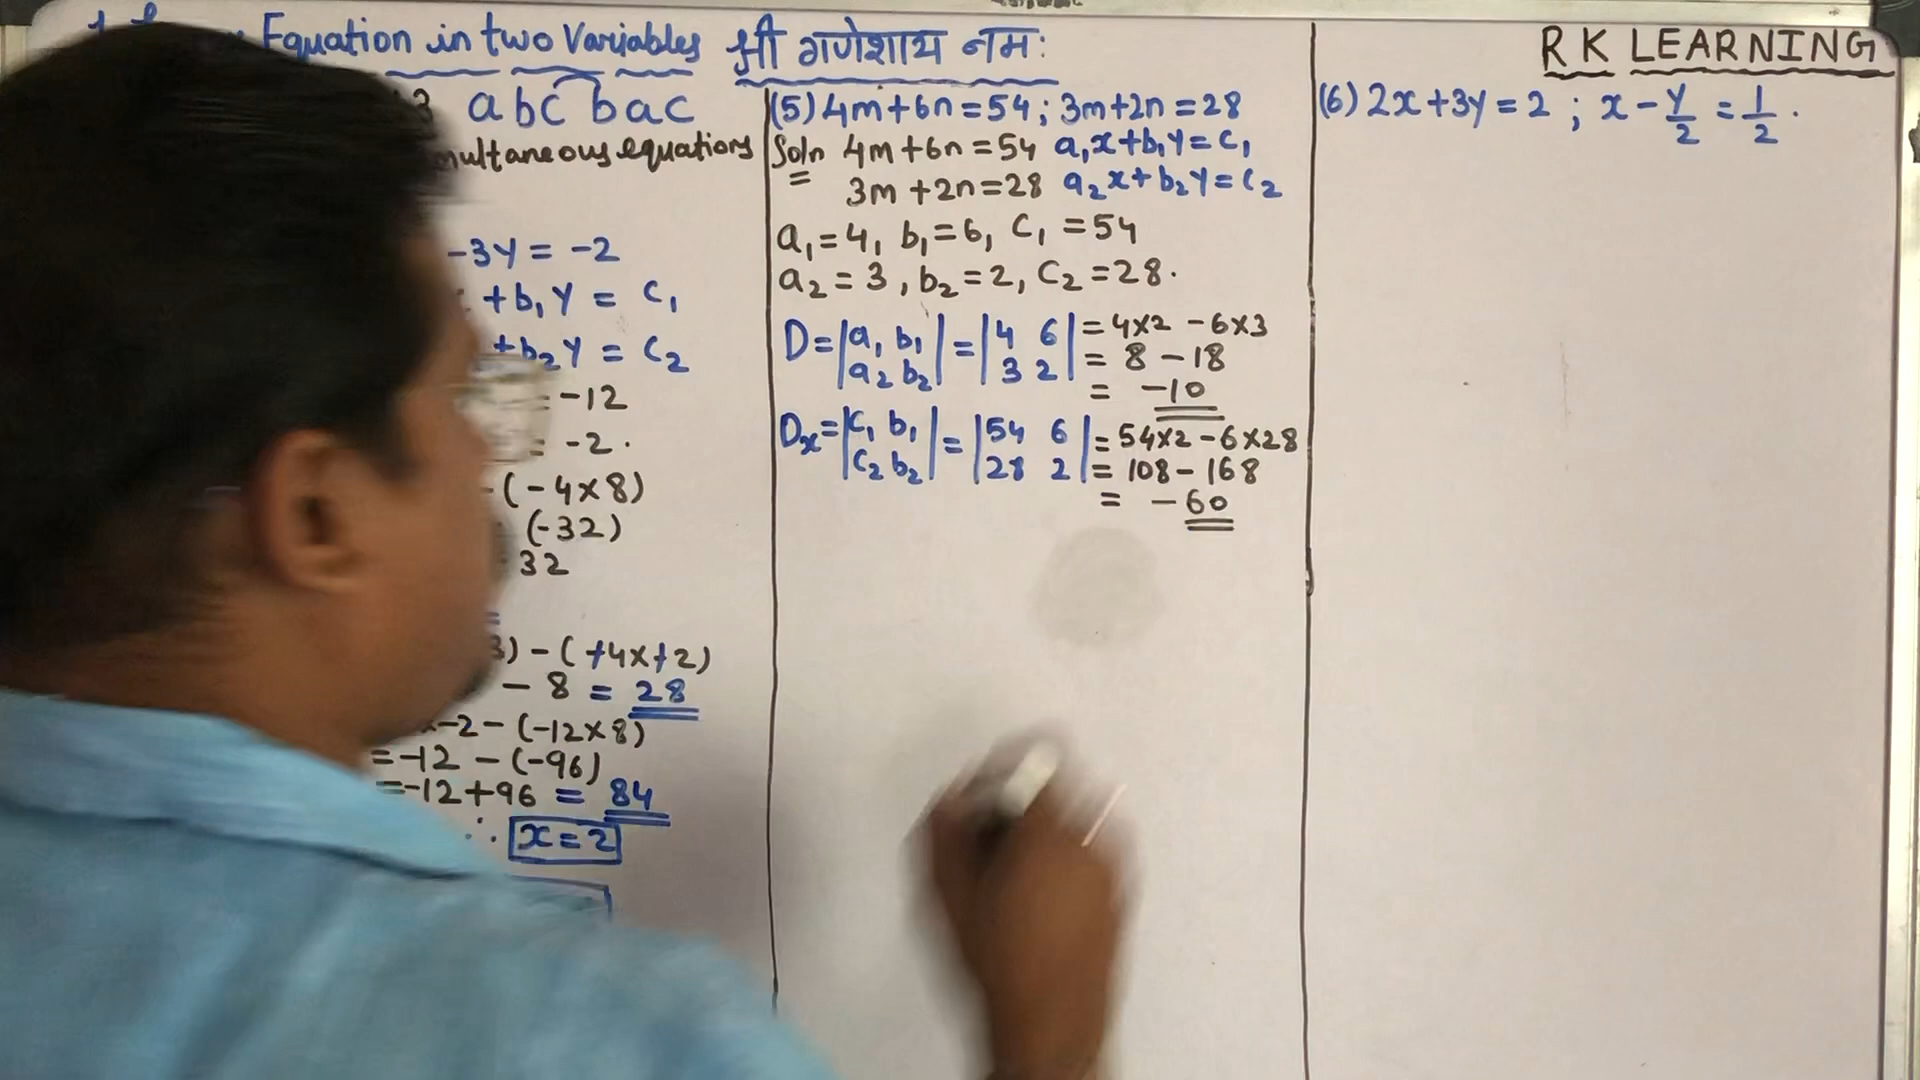 Equation in two Variables श्री गणेशाय नमः
3 abc bac
multaneous equations
-3y = -2
+b₁y = c₁
+b₂y = c₂
= -12
= -2.
-(-4×8)
(-32)
32
=
3) - (+4×+2)
- 8 = 28
×-2-(-12×8)
=-12 - (-96)
=-12+96 = 84
∴ x=2
(5) 4m+6n=54; 3m+2n=28
Soln 4m+6n=54 a₁x+b₁y=c₁
3m+2n=28 a₂x+b₂y=c₂
a₁=4, b₁=6, c₁=54
a₂=3, b₂=2, c₂=28.
D=|a₁ b₁| = |4 6| = 4×2 -6×3
|a₂ b₂| |3 2| = 8-18
= -10
Dx=|c₁ b₁| = |54 6| = 54×2-6×28
|c₂ b₂| |28 2| = 108-168
= -60
RK LEARNING
(6) 2x+3y=2; x-y/2=1/2.